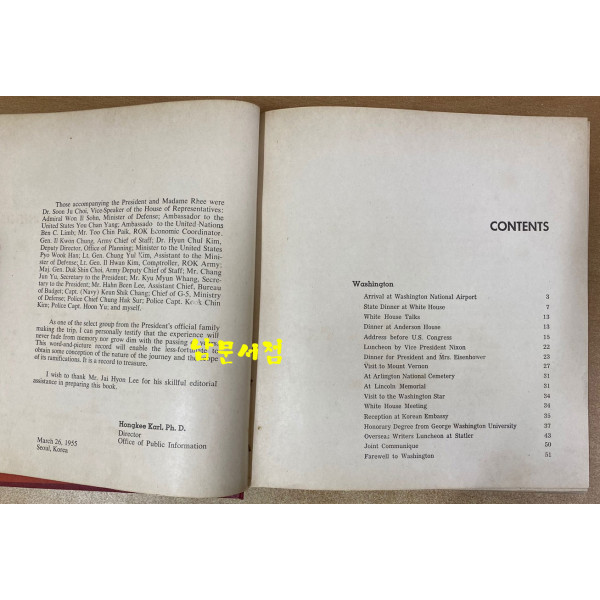 Those accompanying the President and Madame Rhee were
Dr. Soon Ju Choi, Vice-Speaker of the House of Representatives:
Admiral Won Il Sohn, Minister of Defense; Ambassador to the
United States You Chan Yang; Ambassado to the United-Nations
Ben C. Limb; Mr. Too Chin Paik, ROK Economic Coordinator,
Gen. Il Kwon Chung, Army Chief of Staff; Dr. Hyun Chul Kim,
Deputy Director, Office of Planning; Minister to the United States
Pyo Wook Han; Lt. Gen. Chung Yul Kim, Assistant to the Mini-
ster of Defense; Lt. Gen. Il Hwan Kim, Comptroller, ROK Army;
Maj. Gen. Duk Shin Choi, Army Deputy Chief of Staff; Mr. Chang
Jun Yu, Secretary to the President; Mr. Kyu Myun Whang, Secre-
tary to the President; Mr. Hahn Been Lee, Assistant Chief, Bureau
of Budget; Capt. (Navy) Keun Shik Chang; Chief of G-5, Ministry
of Defense; Police Chief Chung Hak Sur; Police Capt. Chin
Kim; Police Capt. Hoon Yu; and myself.
As one of the select group from the President's official family
making the trip. I can personally testify that the experience will
never fade from memory nor grow dim with the passing
This word-and-picture record will enable the less-fortunate to
obtain some conception of the nature of the journey and the scope
of its ramifications. It is a record to treasure.
I wish to thank Mr. Jai Hyon Lee for his skillful editorial
assistance in preparing this book.
Hongkee Karl, Ph. D.
Director
Office of Public Information
March 26, 1955
Seoul, Korea
삼문서점
CONTENTS
Washington
Arrival at Washington National Airport 3
State Dinner at White House 7
White House Talks 13
Dinner at Anderson House 13
Address before U.S. Congress 15
Luncheon by Vice President Nixon 22
Dinner for President and Mrs. Eisenhower 23
Visit to Mount Vernon 27
At Arlington National Cemetery 31
At Lincoln Memorial 31
Visit to the Washington Star 34
White House Meeting 34
Reception at Korean Embassy 35
Honorary Degree from George Washington University 37
Overseas Writers Luncheon at Statler 43
Joint Communique 50
Farewell to Washington 51